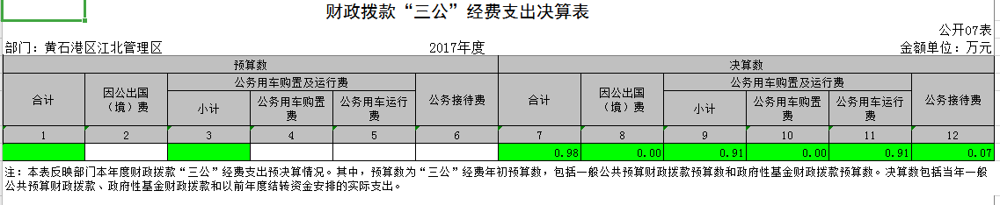 财政拨款“三公”经费支出决算表
公开07表
部门：黄石港区江北管理区 2017年度 金额单位：万元
预算数 决算数
合计 因公出国（境）费 公务用车购置及运行费 公务接待费 合计 因公出国（境）费 公务用车购置及运行费 公务接待费
小计 公务用车购置费 公务用车运行费 小计 公务用车购置费 公务用车运行费
1 2 3 4 5 6 7 8 9 10 11 12
0.98 0.00 0.91 0.00 0.91 0.07
注：本表反映部门本年度财政拨款“三公”经费支出预决算情况。其中，预算数为“三公”经费年初预算数，包括一般公共预算财政拨款预算数和政府性基金财政拨款预算数。决算数包括当年一般
公共预算财政拨款、政府性基金财政拨款和以前年度结转资金安排的实际支出。